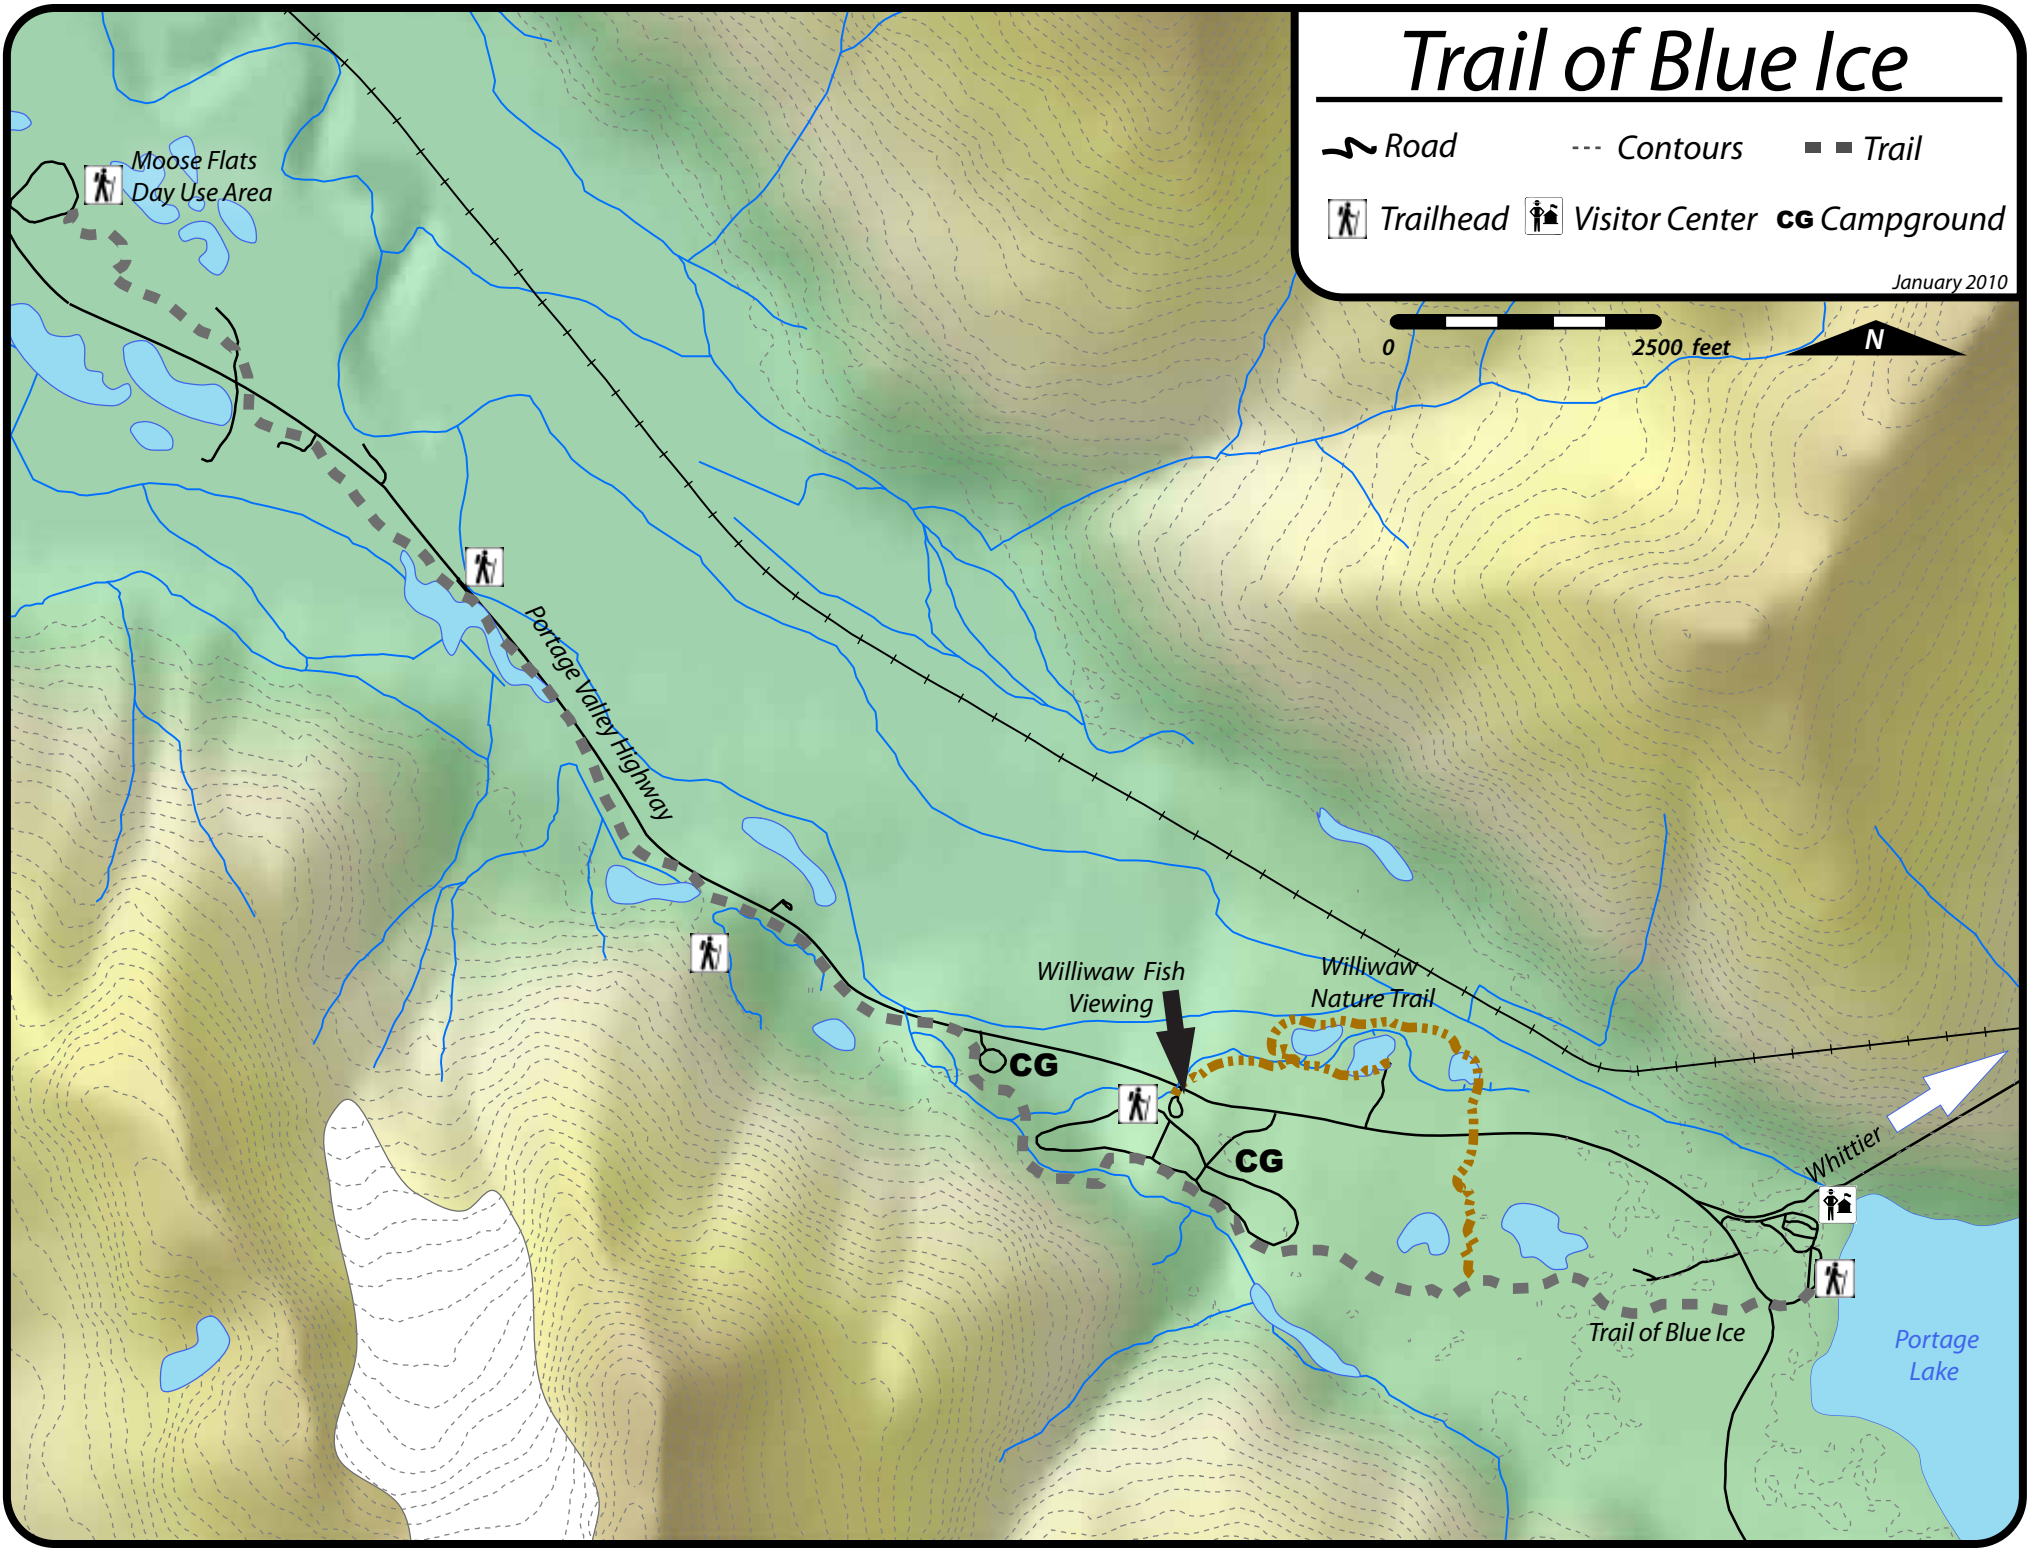 Trail of Blue Ice
Road
Contours
Trail
Trailhead
Visitor Center
CG Campground
January 2010
0
2500 feet
N
Moose Flats
Day Use Area
Portage Valley Highway
Williwaw Fish
Viewing
Williwaw
Nature Trail
CG
CG
Whittier
Trail of Blue Ice
Portage
Lake